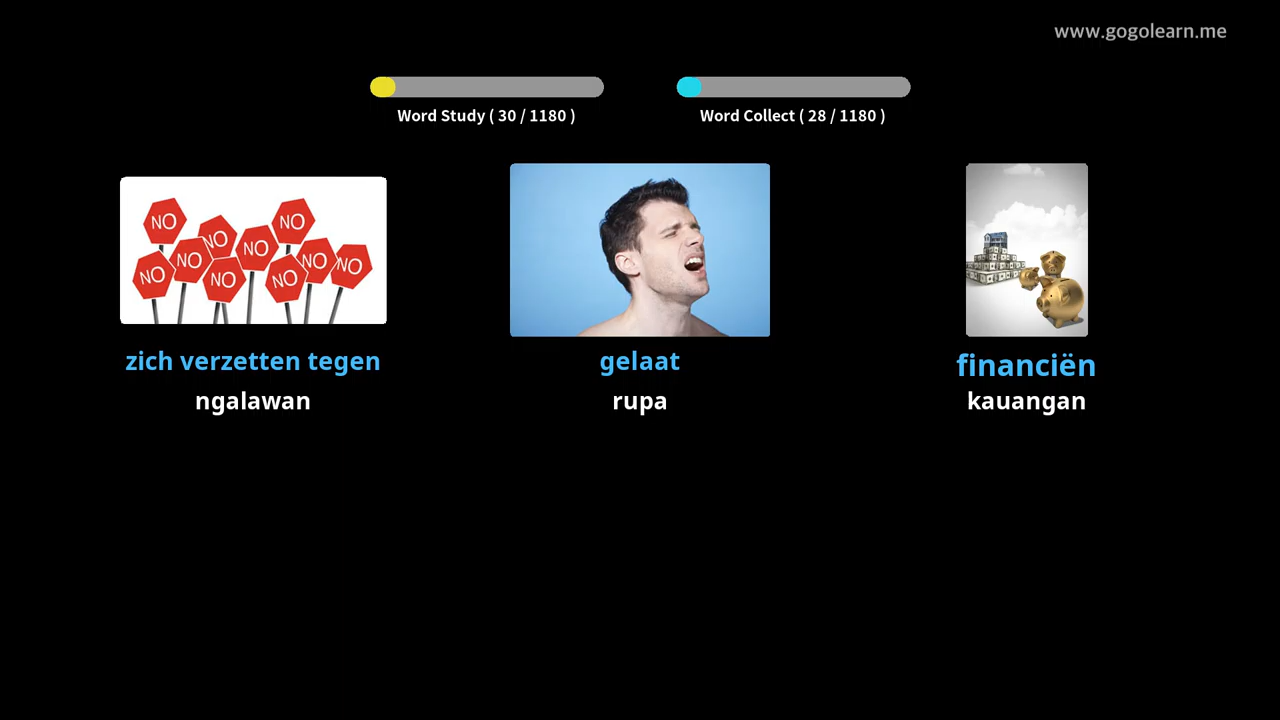 www.gogolearn.me
Word Study ( 30 / 1180 )
Word Collect ( 28 / 1180 )
NO NO NO NO NO NO NO NO NO NO
zich verzetten tegen
gelaat
financiën
ngalawan
rupa
kauangan